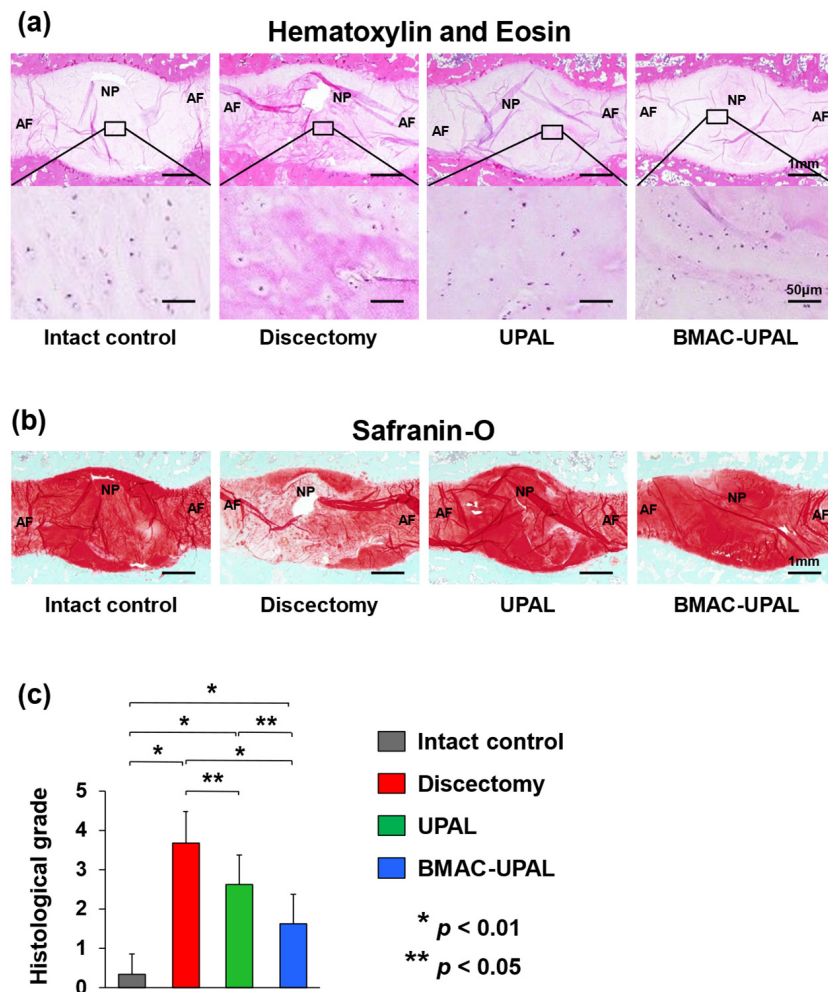 (a)
Hematoxylin and Eosin
NP NP NP NP
AF AF AF AF AF AF AF AF
1mm
50µm
Intact control Discectomy UPAL BMAC-UPAL
(b)
Safranin-O
NP NP NP NP
AF AF AF AF AF AF AF AF
1mm
Intact control Discectomy UPAL BMAC-UPAL
(c)
*
* **
* *
**
Histological grade
5
4
3
2
1
0
Intact control
Discectomy
UPAL
BMAC-UPAL
* p < 0.01
** p < 0.05